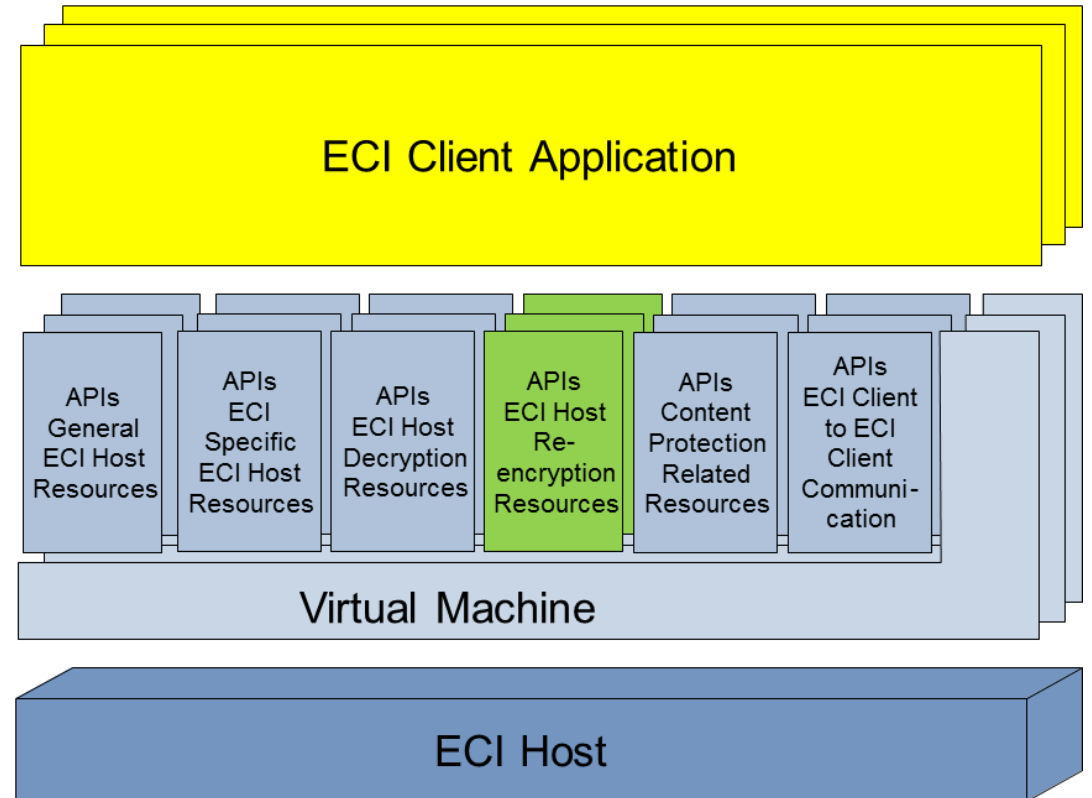 ECI Client Application
APIs
General
ECI Host
Resources
APIs
ECI
Specific
ECI Host
Resources
APIs
ECI Host
Decryption
Resources
APIs
ECI Host
Re-
encryption
Resources
APIs
Content
Protection
Related
Resources
APIs
ECI Client
to ECI
Client
Communi-
cation
Virtual Machine
ECI Host